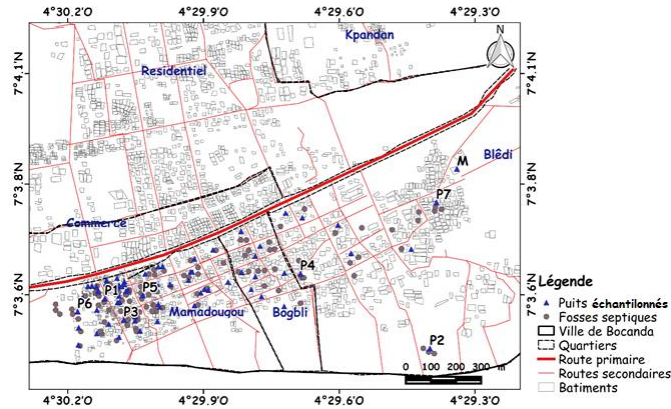 4°30.2'O 4°29.9'O 4°29.6'O 4°29.3'O
N
Kpandan
7°4.1'N 7°4.1'N
Residentiel
M
Blêdi
7°3.8'N 7°3.8'N
P7
Commerce
P4
7°3.6'N 7°3.6'N
P1 P5
P6
P3
Mamadouqou
Bogbli
P2
0 100 200 300 m
4°30.2'O 4°29.9'O 4°29.6'O 4°29.3'O
Légende
Puits échantilonnés
Fosses septiques
Ville de Bocanda
Quartiers
Route primaire
Routes secondaires
Batiments